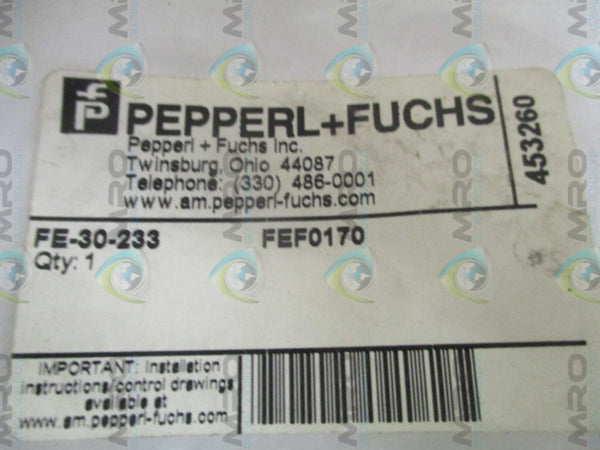 PEPPERL+FUCHS
Pepperl + Fuchs Inc.
Twinsburg, Ohio 44087
Telephone: (330) 486-0001
www.am.pepperl-fuchs.com
453260
FE-30-233 FEF0170
Qty: 1
IMPORTANT: Installation
instructions/control drawings
available at
www.am.pepperl-fuchs.com